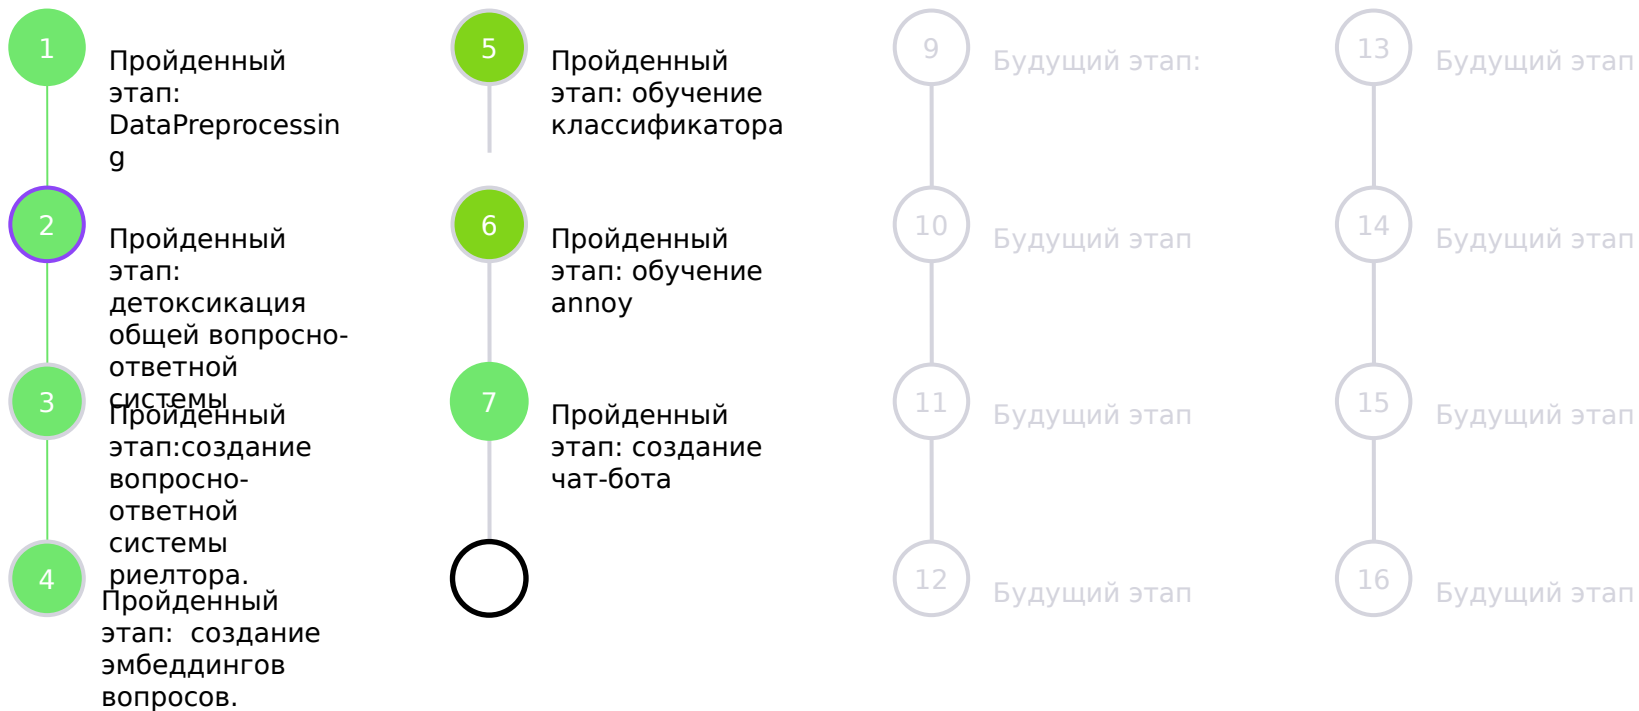 1
Пройденный
этап:
DataPreprocessin
g
2
Пройденный
этап:
детоксикация
общей вопросно-
ответной
системы
3
Пройденный
этап:создание
вопросно-
ответной
системы
риелтора.
4
Пройденный
этап:  создание
эмбеддингов
вопросов.
5
Пройденный
этап: обучение
классификатора
6
Пройденный
этап: обучение
annoy
7
Пройденный
этап: создание
чат-бота
9
Будущий этап:
10
Будущий этап
11
Будущий этап
12
Будущий этап
13
Будущий этап
14
Будущий этап
15
Будущий этап
16
Будущий этап